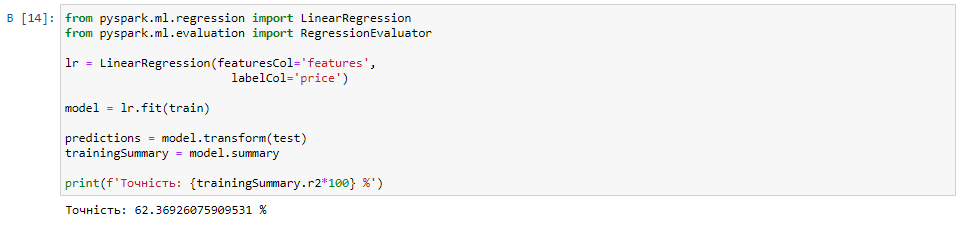 В [14]: from pyspark.ml.regression import LinearRegression
from pyspark.ml.evaluation import RegressionEvaluator
lr = LinearRegression(featuresCol='features',
labelCol='price')
model = lr.fit(train)
predictions = model.transform(test)
trainingSummary = model.summary
print(f'Точність: {trainingSummary.r2*100} %')
Точність: 62.36926075909531 %